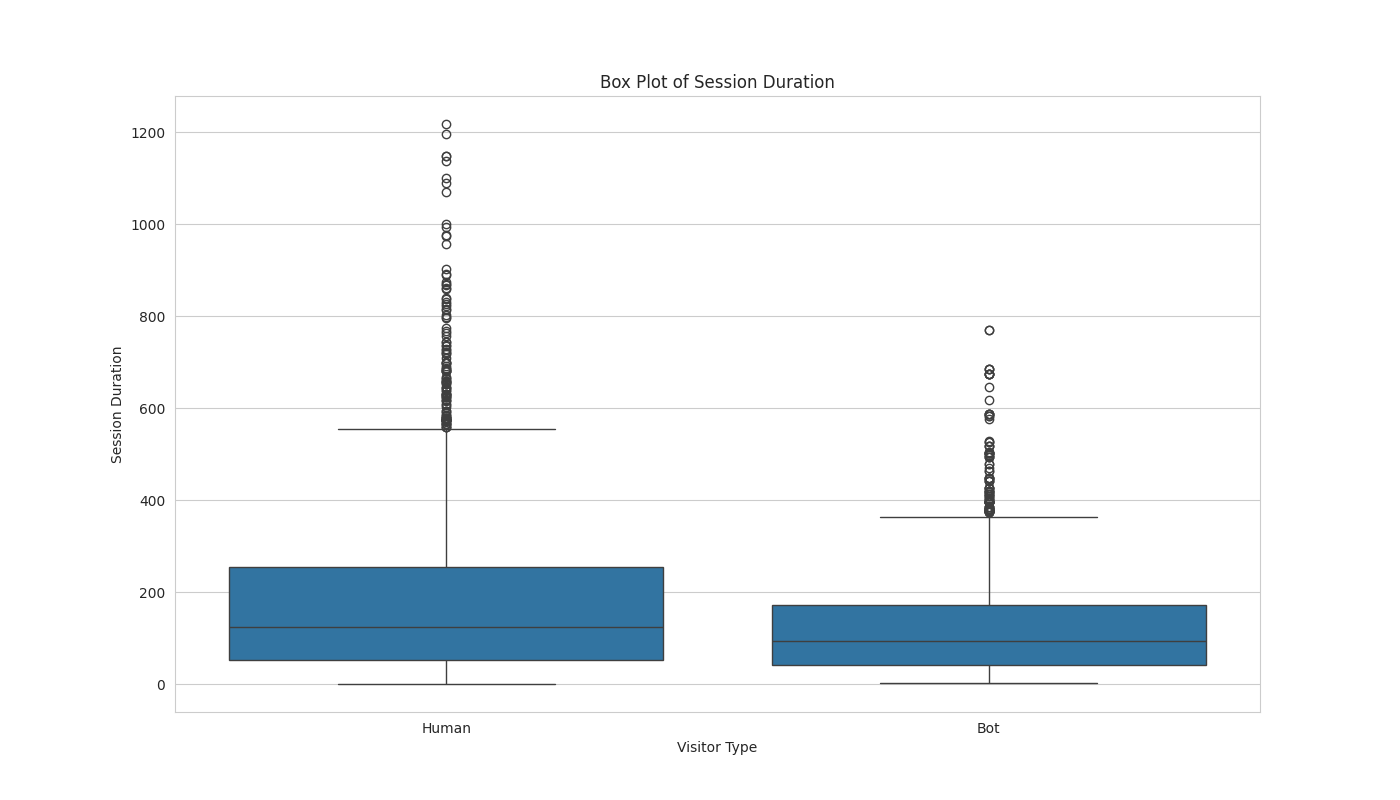 Box Plot of Session Duration
1200
1000
800
600
400
200
0
Session Duration
Human
Bot
Visitor Type